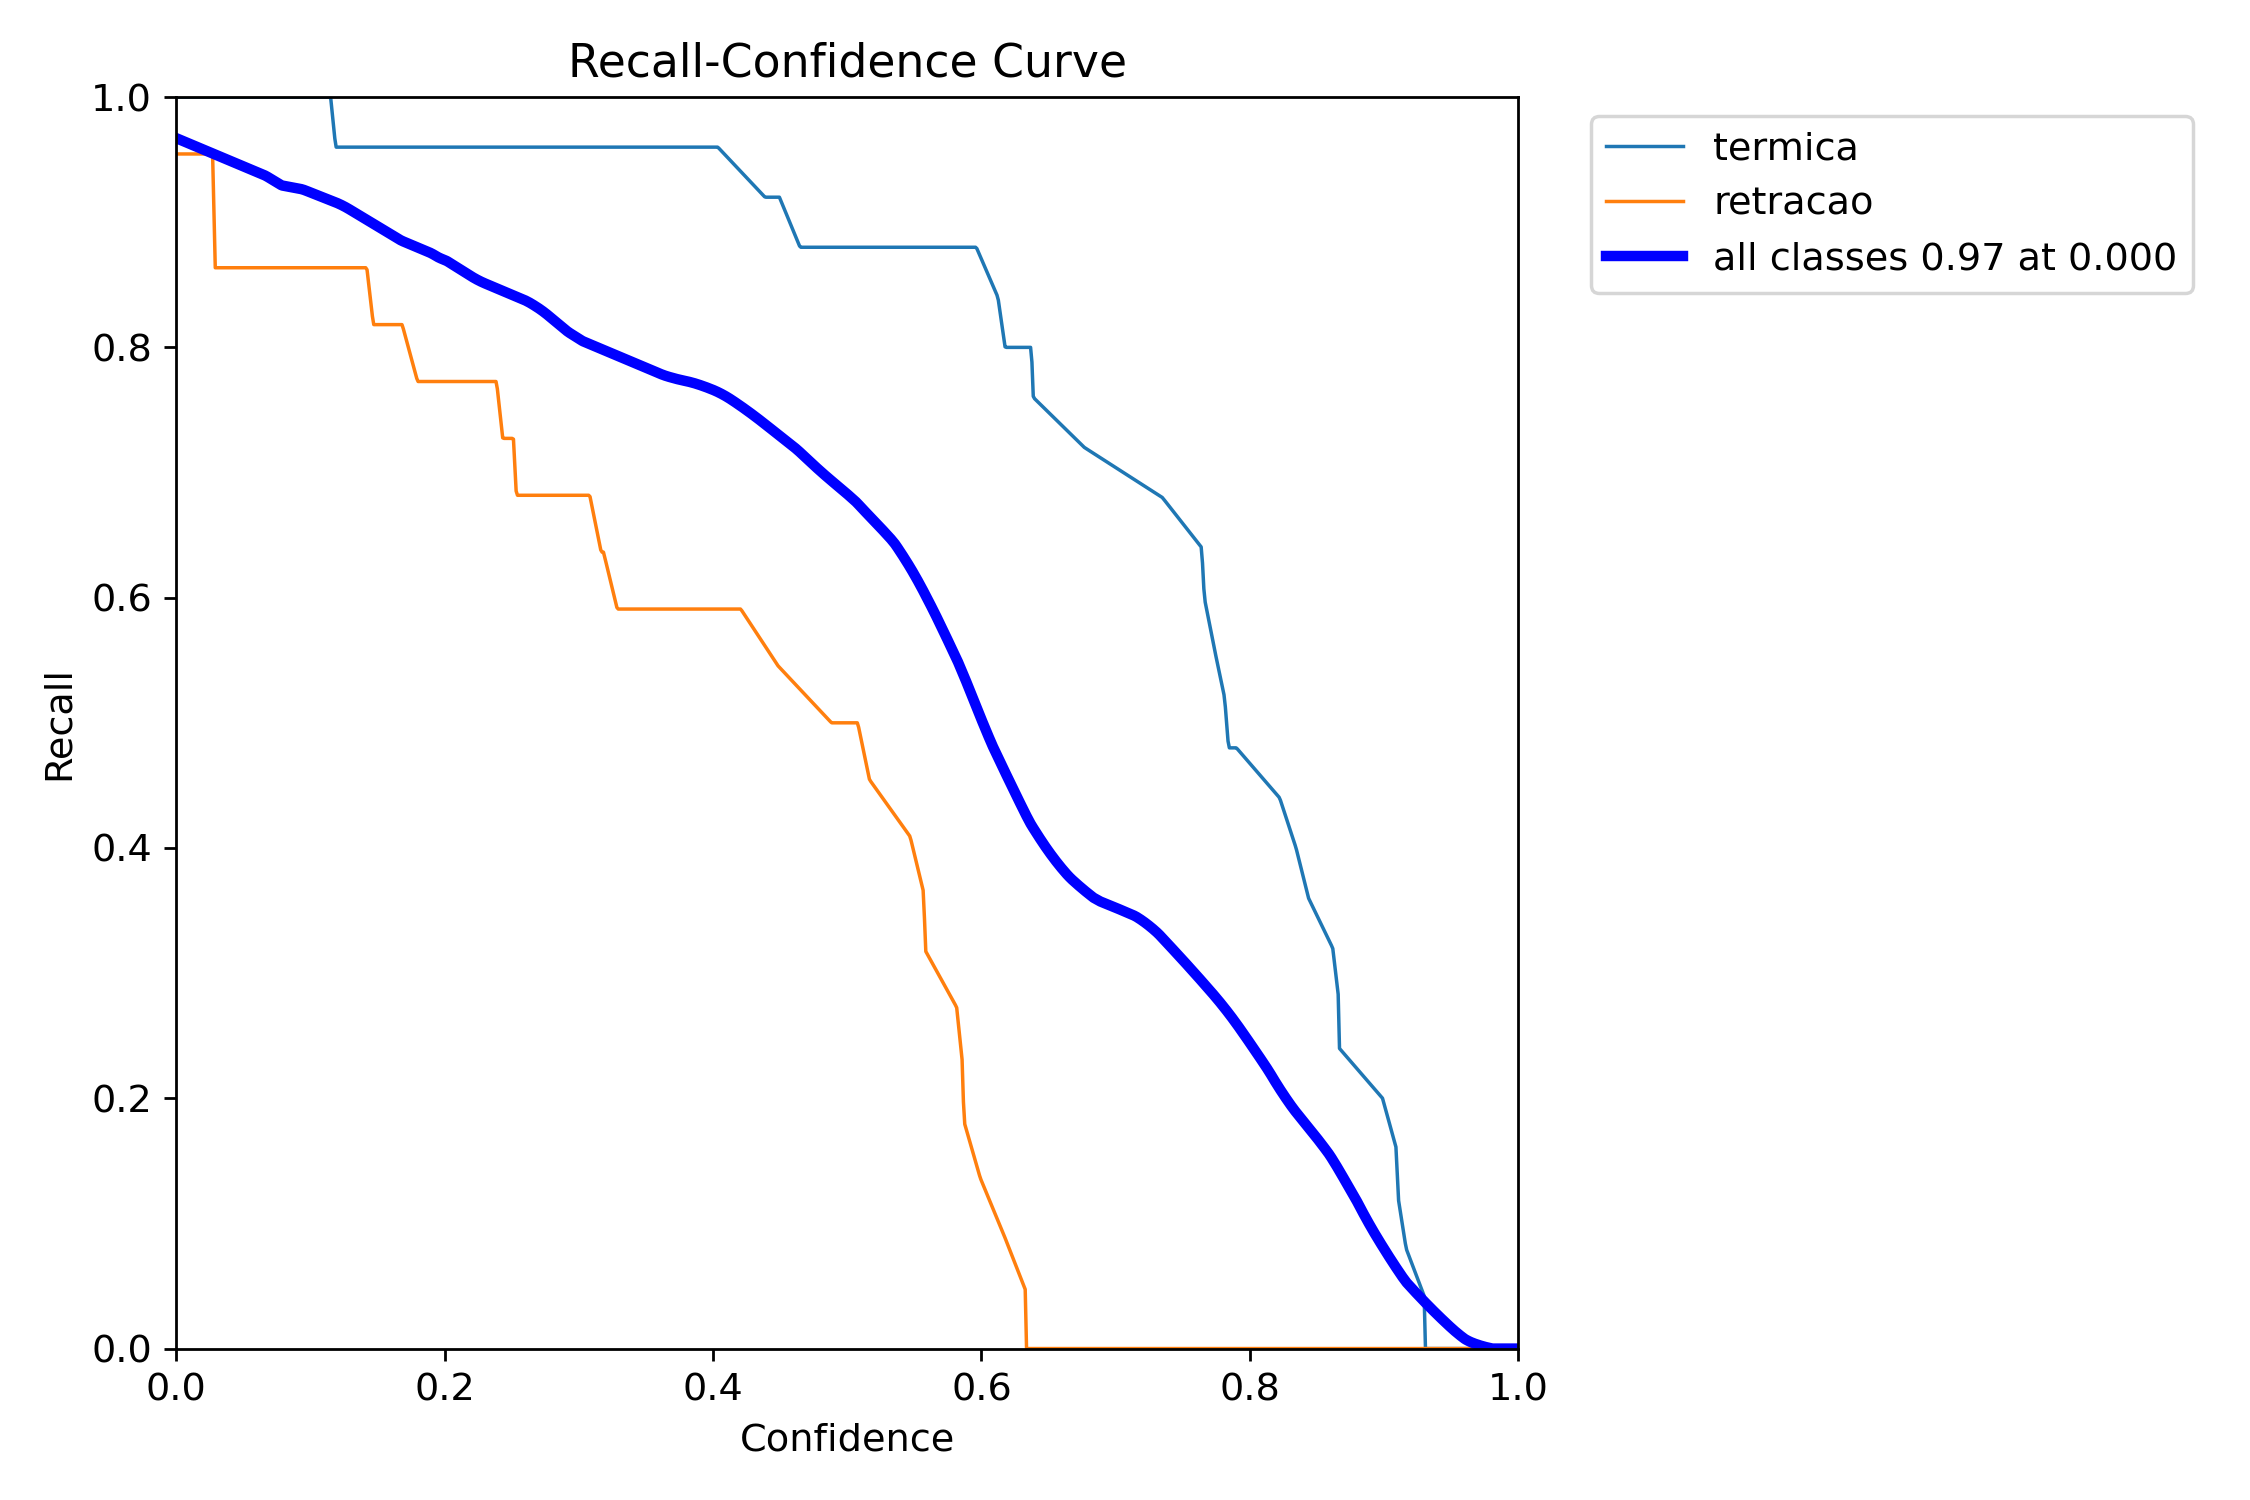 Recall-Confidence Curve
1.0
0.8
0.6
0.4
0.2
0.0
Recall
0.0 0.2 0.4 0.6 0.8 1.0
Confidence
termica
retracao
all classes 0.97 at 0.000